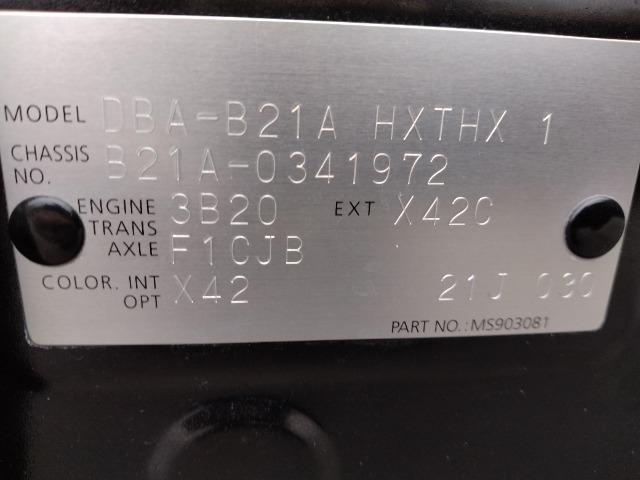 MODEL DBA-B21A HXTHX 1
CHASSIS NO. B21A-0341972
ENGINE 3B20 EXT X42C
TRANS AXLE F1CJB
COLOR. INT X42 21J 030
OPT
PART NO.: MS903081